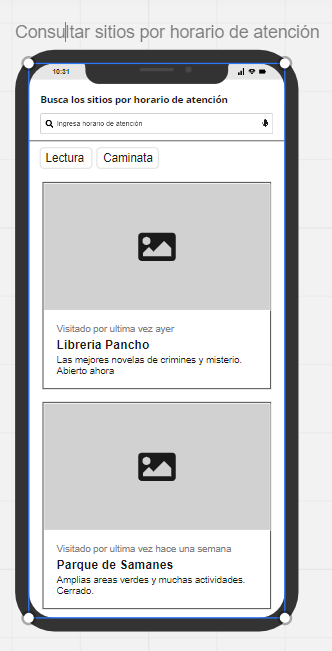 Consultar sitios por horario de atención
10:31
Busca los sitios por horario de atención
Ingresa horario de atención
Lectura
Caminata
Visitado por ultima vez ayer
Libreria Pancho
Las mejores novelas de crimines y misterio.
Abierto ahora
Visitado por ultima vez hace una semana
Parque de Samanes
Amplias areas verdes y muchas actividades.
Cerrado.